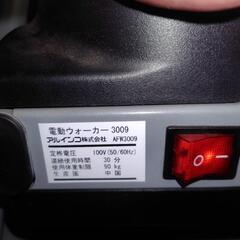 電動ウォーカー 3009
アルインコ株式会社 AFW3009
定格電圧 100V(50/60Hz)
連続使用時間 30 分
使用体重制限 90 kg
生産国 中国